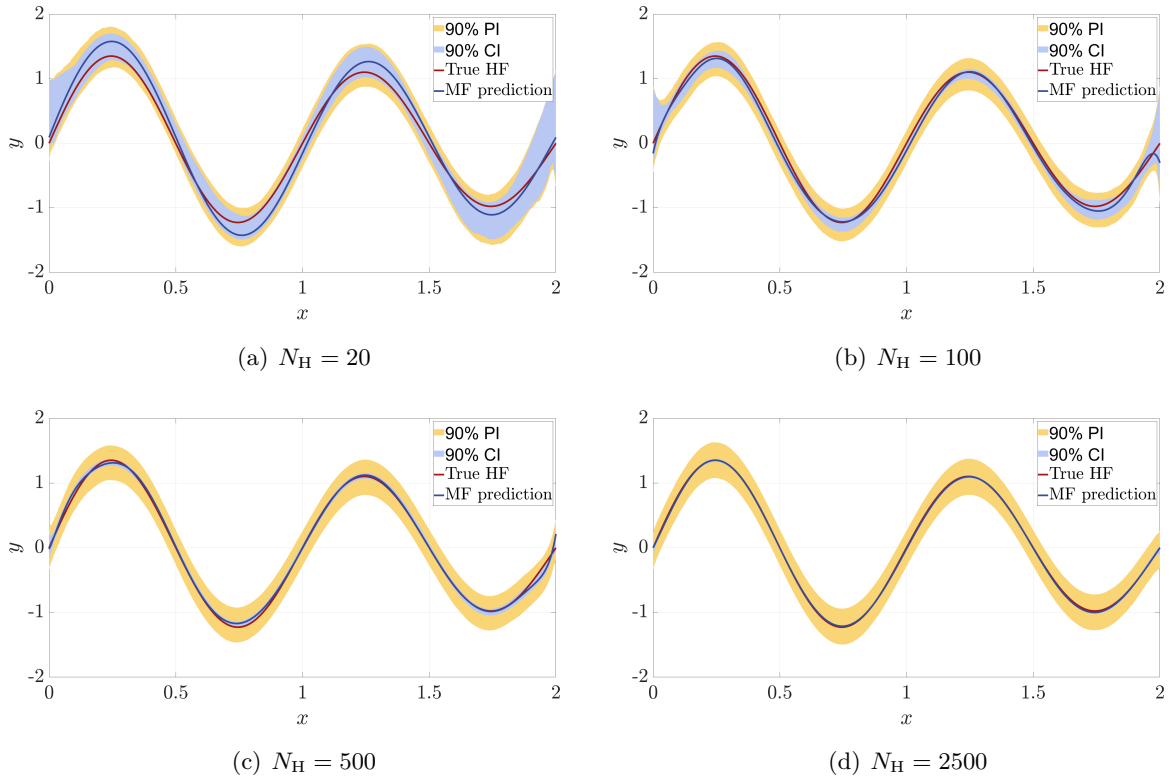 2
1
0
-1
-2
y
0
0.5
1
1.5
2
x
90% PI
90% CI
True HF
MF prediction
(a) N_H = 20
2
1
0
-1
-2
y
0
0.5
1
1.5
2
x
90% PI
90% CI
True HF
MF prediction
(b) N_H = 100
2
1
0
-1
-2
y
0
0.5
1
1.5
2
x
90% PI
90% CI
True HF
MF prediction
(c) N_H = 500
2
1
0
-1
-2
y
0
0.5
1
1.5
2
x
90% PI
90% CI
True HF
MF prediction
(d) N_H = 2500